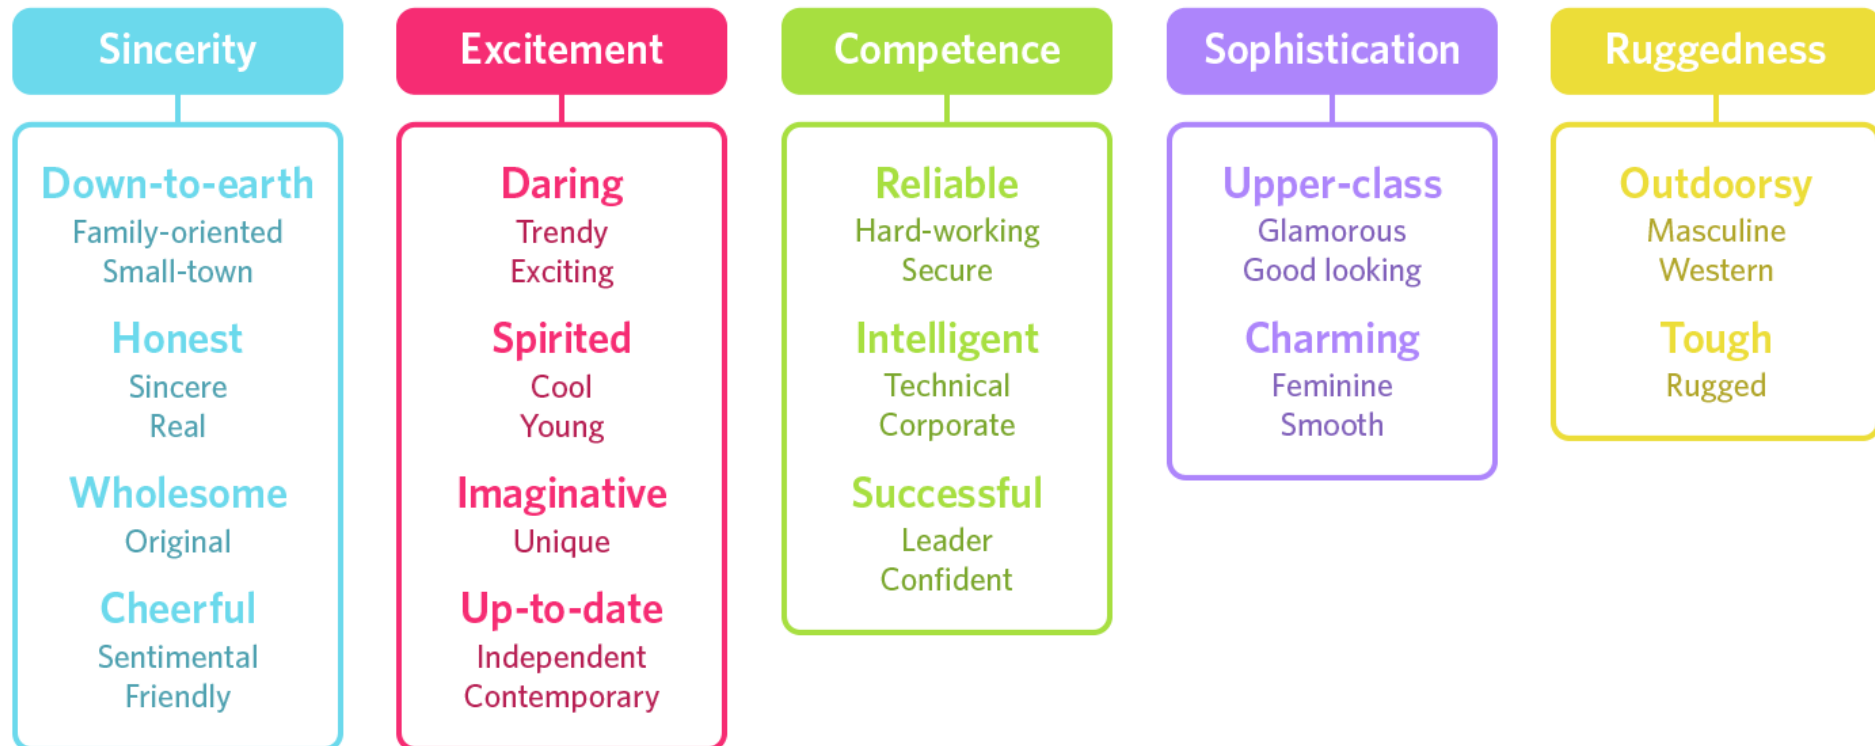 Sincerity
Down-to-earth
Family-oriented
Small-town
Honest
Sincere
Real
Wholesome
Original
Cheerful
Sentimental
Friendly
Excitement
Daring
Trendy
Exciting
Spirited
Cool
Young
Imaginative
Unique
Up-to-date
Independent
Contemporary
Competence
Reliable
Hard-working
Secure
Intelligent
Technical
Corporate
Successful
Leader
Confident
Sophistication
Upper-class
Glamorous
Good looking
Charming
Feminine
Smooth
Ruggedness
Outdoorsy
Masculine
Western
Tough
Rugged